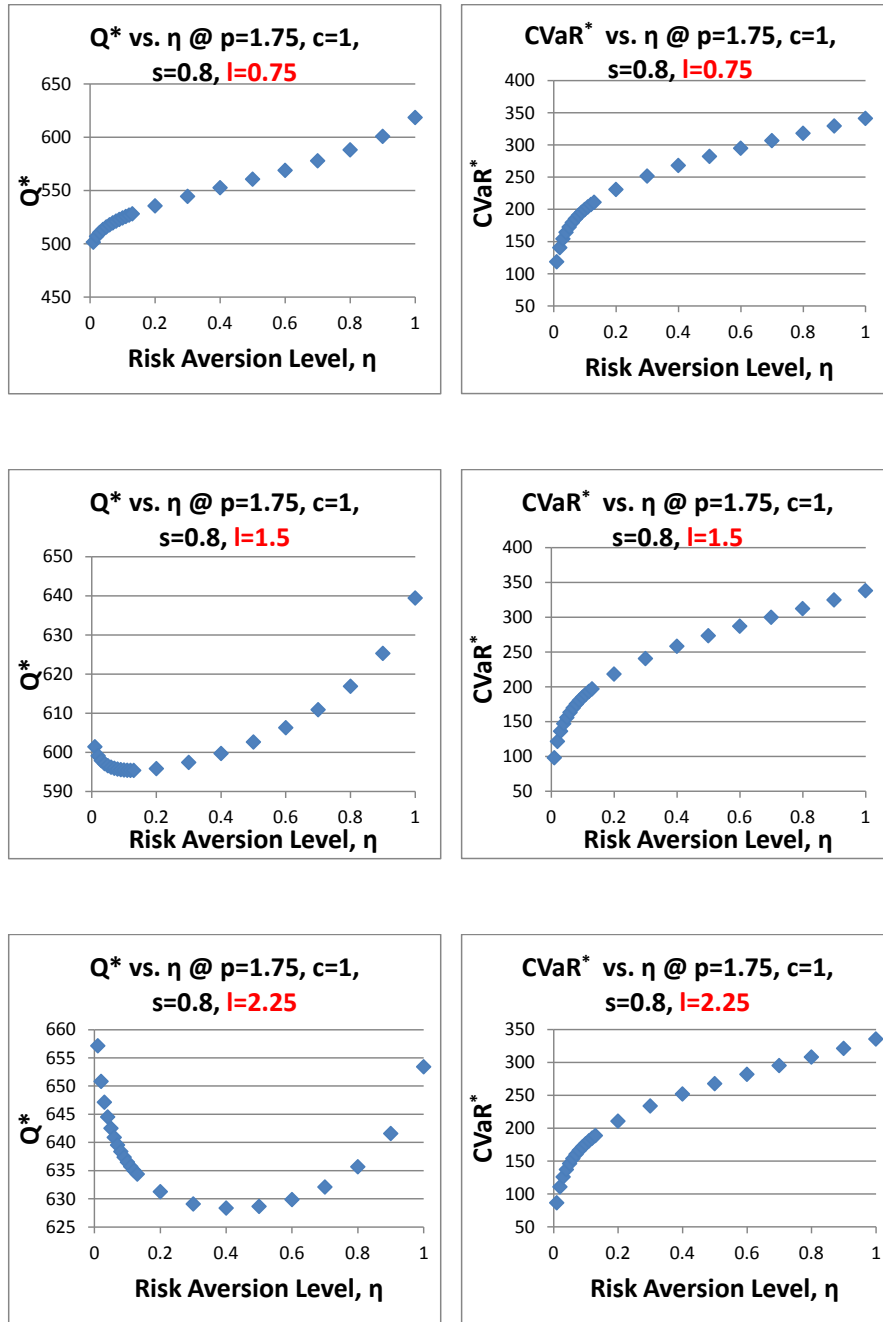 Q* vs. η @ p=1.75, c=1,
s=0.8, l=0.75
650
600
550
500
450
Q*
0 0.2 0.4 0.6 0.8 1
Risk Aversion Level, η
CVaR* vs. η @ p=1.75, c=1,
s=0.8, l=0.75
400
350
300
250
200
150
100
50
CVaR*
0 0.2 0.4 0.6 0.8 1
Risk Aversion Level, η
Q* vs. η @ p=1.75, c=1,
s=0.8, l=1.5
650
640
630
620
610
600
590
Q*
0 0.2 0.4 0.6 0.8 1
Risk Aversion Level, η
CVaR* vs. η @ p=1.75, c=1,
s=0.8, l=1.5
400
350
300
250
200
150
100
50
CVaR*
0 0.2 0.4 0.6 0.8 1
Risk Aversion Level, η
Q* vs. η @ p=1.75, c=1,
s=0.8, l=2.25
660
655
650
645
640
635
630
625
Q*
0 0.2 0.4 0.6 0.8 1
Risk Aversion Level, η
CVaR* vs. η @ p=1.75, c=1,
s=0.8, l=2.25
350
300
250
200
150
100
50
CVaR*
0 0.2 0.4 0.6 0.8 1
Risk Aversion Level, η